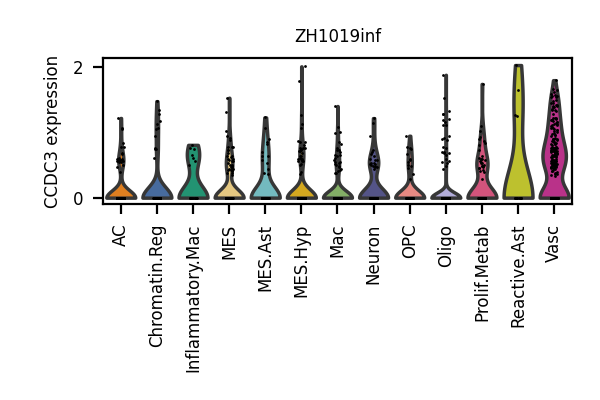 ZH1019inf
CCDC3 expression
2
0
AC
Chromatin.Reg
Inflammatory.Mac
MES
MES.Ast
MES.Hyp
Mac
Neuron
OPC
Oligo
Prolif.Metab
Reactive.Ast
Vasc